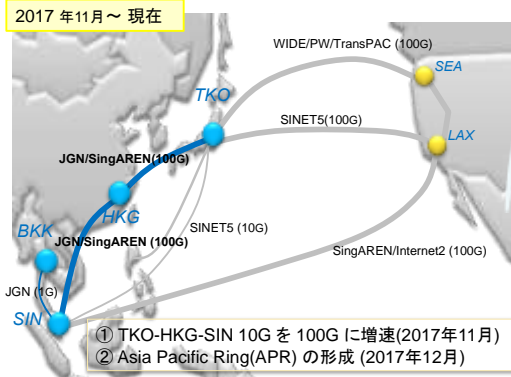 2017 年11月～ 現在
WIDE/PW/TransPAC (100G)
SEA
TKO
SINET5(100G)
LAX
JGN/SingAREN(100G)
HKG
SINET5 (10G)
BKK
JGN/SingAREN (100G)
SingAREN/Internet2 (100G)
JGN (1G)
SIN
① TKO-HKG-SIN 10G を 100G に増速(2017年11月)
② Asia Pacific Ring(APR) の形成 (2017年12月)